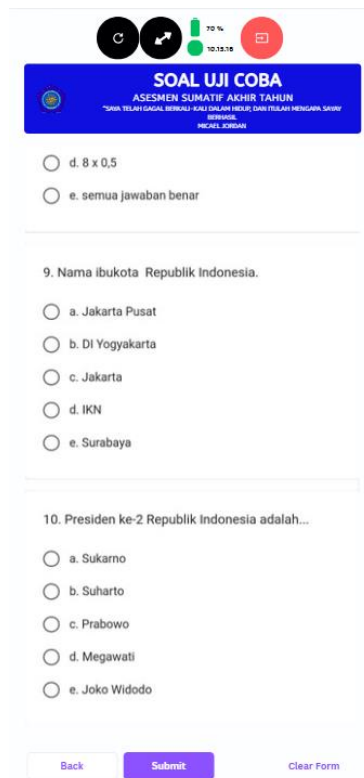 70 %
10.15.16
SOAL UJI COBA
ASESMEN SUMATIF AKHIR TAHUN
"SAYA TELAH GAGAL BERKALI-KALI DALAM HIDUP, DAN ITULAH MENGAPA SAYAY
BERHASIL
MICAEL JORDAN
d. 8 x 0,5
e. semua jawaban benar
9. Nama ibukota Republik Indonesia.
a. Jakarta Pusat
b. DI Yogyakarta
c. Jakarta
d. IKN
e. Surabaya
10. Presiden ke-2 Republik Indonesia adalah...
a. Sukarno
b. Suharto
c. Prabowo
d. Megawati
e. Joko Widodo
Back
Submit
Clear Form